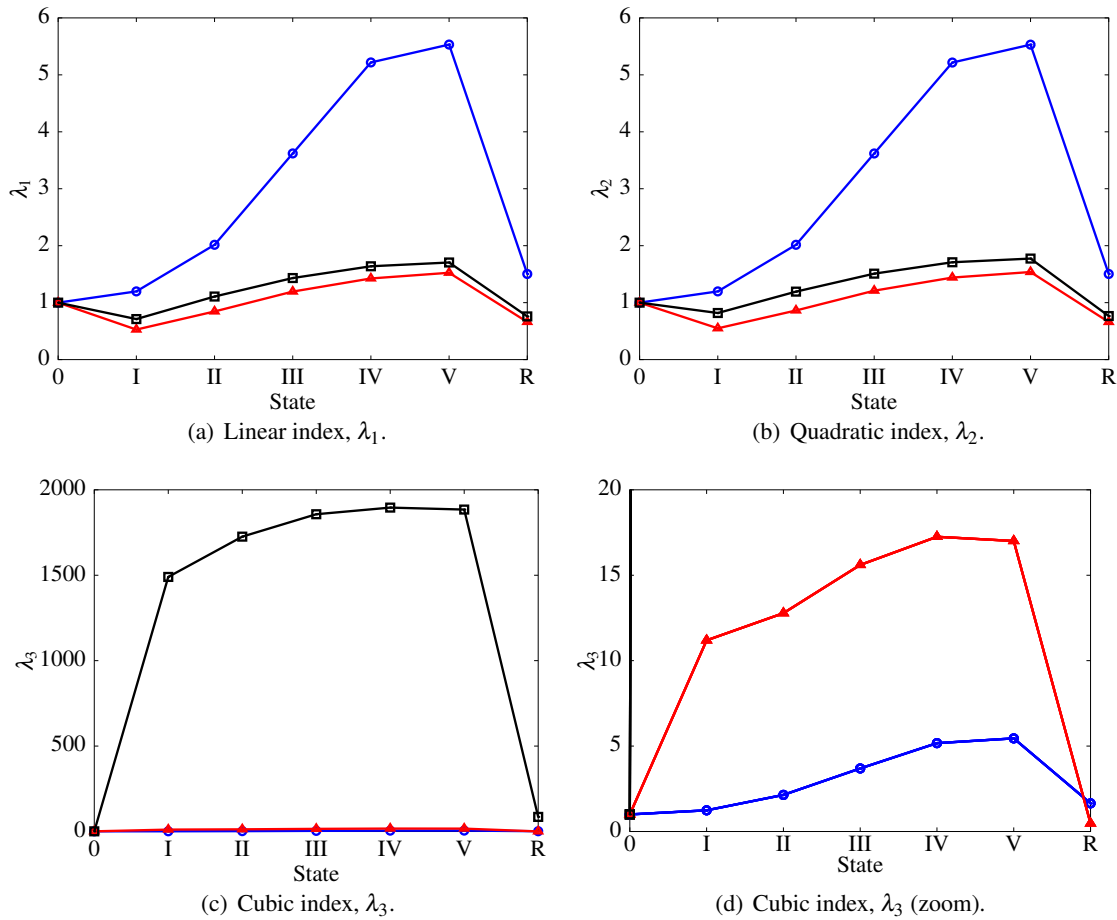 6
5
4
3
2
1
0
λ1
0 I II III IV V R
State
(a) Linear index, λ1.
6
5
4
3
2
1
0
λ2
0 I II III IV V R
State
(b) Quadratic index, λ2.
2000
1500
1000
500
0
λ3
0 I II III IV V R
State
(c) Cubic index, λ3.
20
15
10
5
0
λ3
0 I II III IV V R
State
(d) Cubic index, λ3 (zoom).